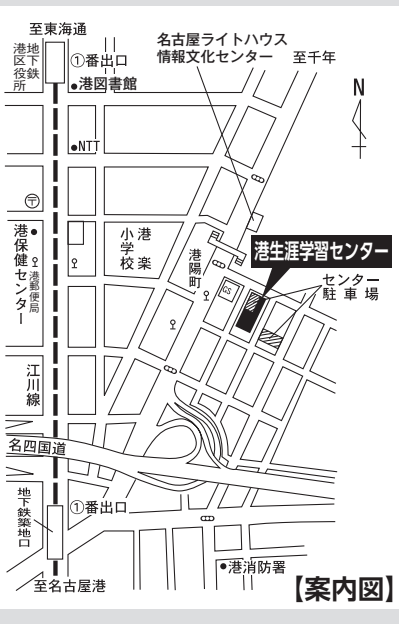 至東海通
地下鉄
港区役所
①番出口
名古屋ライトハウス
情報文化センター
至千年
港図書館
N
NTT
〒
港保健センター
港郵便局
港楽
小学校
港陽町
GS
港生涯学習センター
センター
駐車場
江川線
名四国道
地下鉄築地口
①番出口
港消防署
至名古屋港
【案内図】